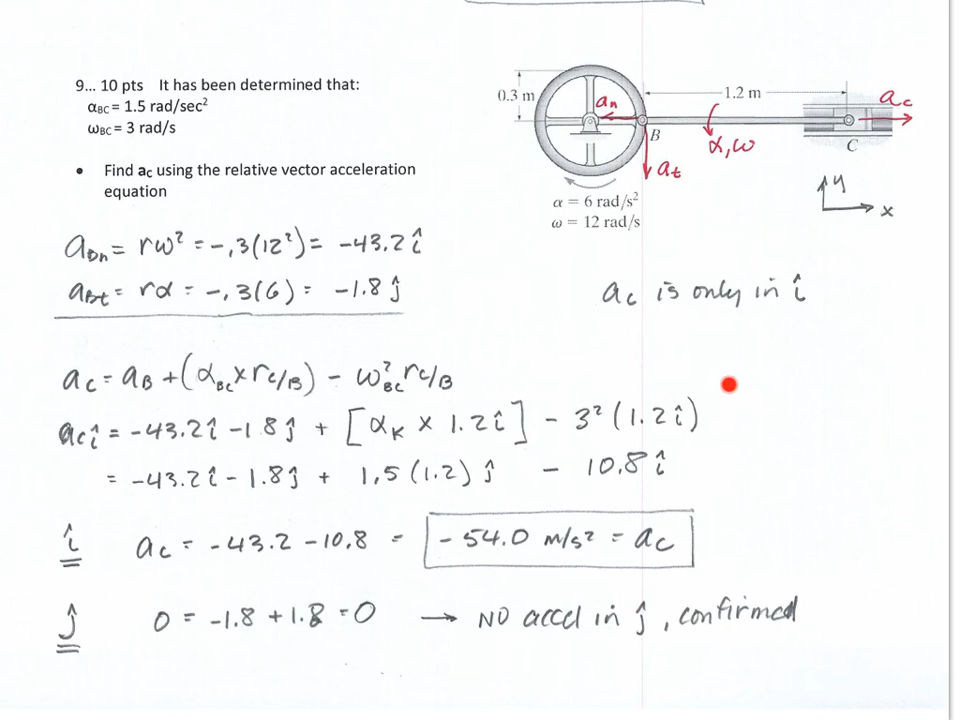 9... 10 pts It has been determined that:
αBC = 1.5 rad/sec²
ωBC = 3 rad/s
• Find ac using the relative vector acceleration
equation
0.3 m
1.2 m
an
ac
B
C
α, ω
at
y
x
α = 6 rad/s²
ω = 12 rad/s
aBn = rω² = -.3(12²) = -43.2 î
aBt = rα = -.3(6) = -1.8 ĵ
ac is only in î
ac = aB + (αBC x rC/B) - ω²BC rC/B
acî = -43.2î - 1.8ĵ + [αK x 1.2î] - 3²(1.2î)
= -43.2î - 1.8ĵ + 1.5(1.2)ĵ - 10.8î
î ac = -43.2 - 10.8 = -54.0 m/s² = ac
ĵ 0 = -1.8 + 1.8 = 0 → NO accel in ĵ, confirmed